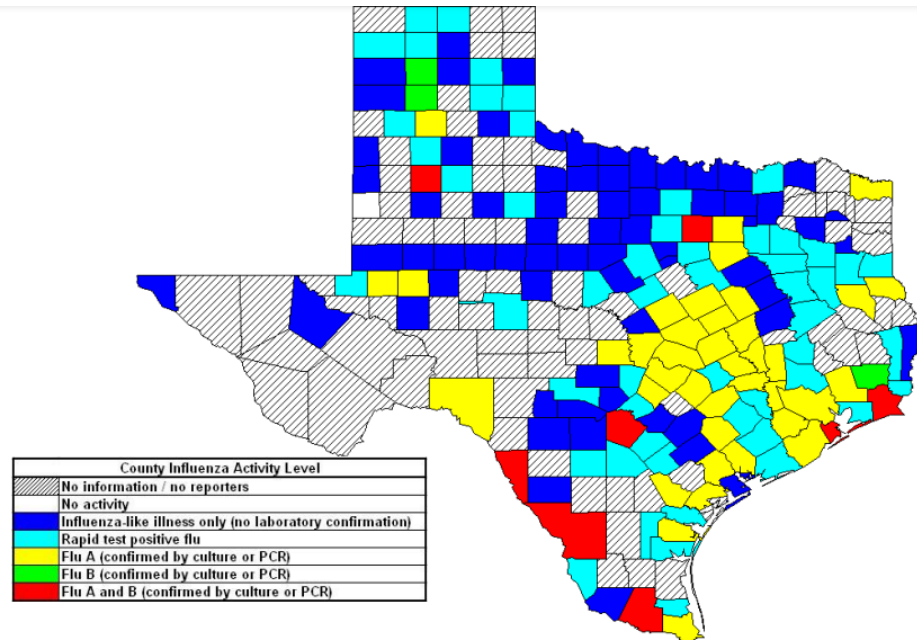 County Influenza Activity Level
No information / no reporters
No activity
Influenza-like illness only (no laboratory confirmation)
Rapid test positive flu
Flu A (confirmed by culture or PCR)
Flu B (confirmed by culture or PCR)
Flu A and B (confirmed by culture or PCR)